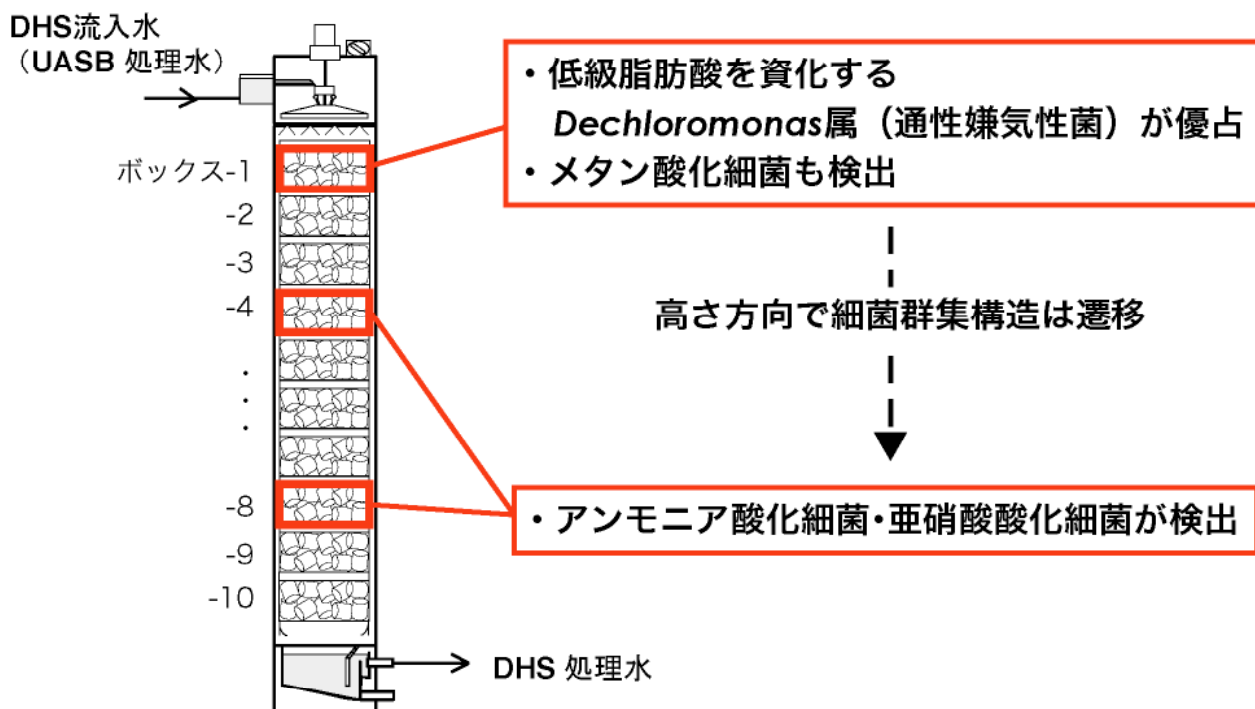 DHS流入水
（UASB 処理水）
・低級脂肪酸を資化する
Dechloromonas属（通性嫌気性菌）が優占
・メタン酸化細菌も検出
ボックス-1
-2
-3
-4
・
・
・
-8
-9
-10
高さ方向で細菌群集構造は遷移
・アンモニア酸化細菌・亜硝酸酸化細菌が検出
DHS 処理水